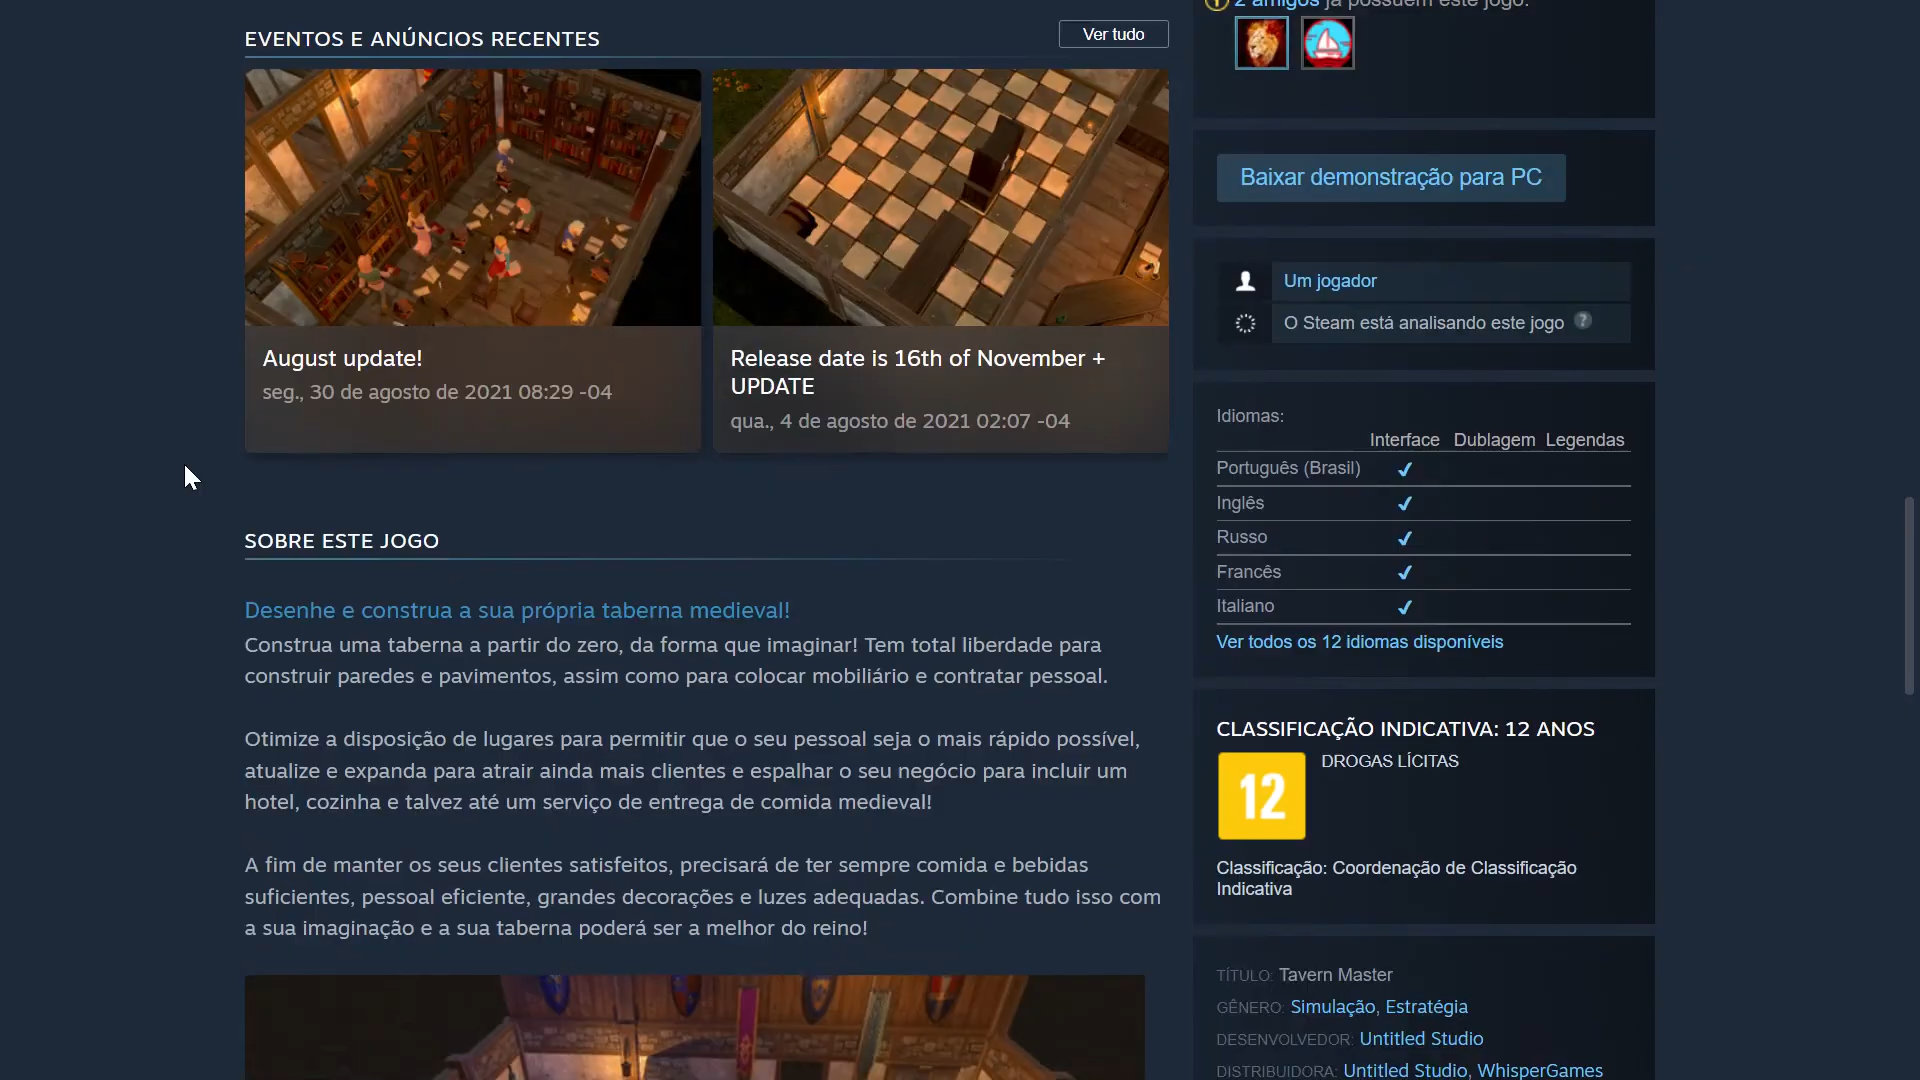 2 amigos já possuem este jogo.
EVENTOS E ANÚNCIOS RECENTES
Ver tudo
August update!
seg., 30 de agosto de 2021 08:29 -04
Release date is 16th of November +
UPDATE
qua., 4 de agosto de 2021 02:07 -04
SOBRE ESTE JOGO
Desenhe e construa a sua própria taberna medieval!
Construa uma taberna a partir do zero, da forma que imaginar! Tem total liberdade para
construir paredes e pavimentos, assim como para colocar mobiliário e contratar pessoal.
Otimize a disposição de lugares para permitir que o seu pessoal seja o mais rápido possível,
atualize e expanda para atrair ainda mais clientes e espalhar o seu negócio para incluir um
hotel, cozinha e talvez até um serviço de entrega de comida medieval!
A fim de manter os seus clientes satisfeitos, precisará de ter sempre comida e bebidas
suficientes, pessoal eficiente, grandes decorações e luzes adequadas. Combine tudo isso com
a sua imaginação e a sua taberna poderá ser a melhor do reino!
Baixar demonstração para PC
Um jogador
O Steam está analisando este jogo ?
Idiomas:
Interface Dublagem Legendas
Português (Brasil) ✔
Inglês ✔
Russo ✔
Francês ✔
Italiano ✔
Ver todos os 12 idiomas disponíveis
CLASSIFICAÇÃO INDICATIVA: 12 ANOS
12
DROGAS LÍCITAS
Classificação: Coordenação de Classificação
Indicativa
TÍTULO: Tavern Master
GÊNERO: Simulação, Estratégia
DESENVOLVEDOR: Untitled Studio
DISTRIBUIDORA: Untitled Studio, WhisperGames